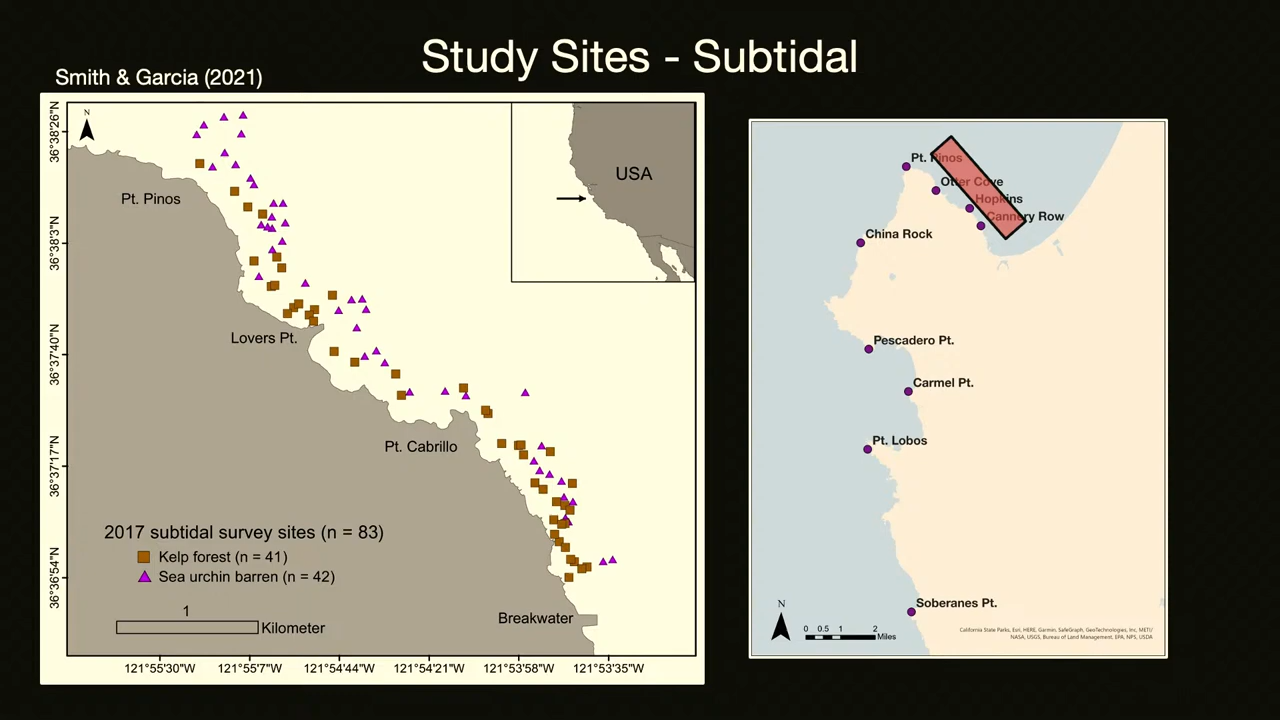 Study Sites - Subtidal
Smith & Garcia (2021)
N
USA
Pt. Pinos
Lovers Pt.
Pt. Cabrillo
Breakwater
2017 subtidal survey sites (n = 83)
Kelp forest (n = 41)
Sea urchin barren (n = 42)
1
Kilometer
36°38'26"N
36°38'3"N
36°37'40"N
36°37'17"N
36°36'54"N
121°55'30"W
121°55'7"W
121°54'44"W
121°54'21"W
121°53'58"W
121°53'35"W
Pt. Pinos
Otter Cove
Hopkins
Cannery Row
China Rock
Pescadero Pt.
Carmel Pt.
Pt. Lobos
Soberanes Pt.
N
0 0.5 1 2
Miles
California State Parks, Esri, HERE, Garmin, SafeGraph, GeoTechnologies, Inc, METI/
NASA, USGS, Bureau of Land Management, EPA, NPS, USDA